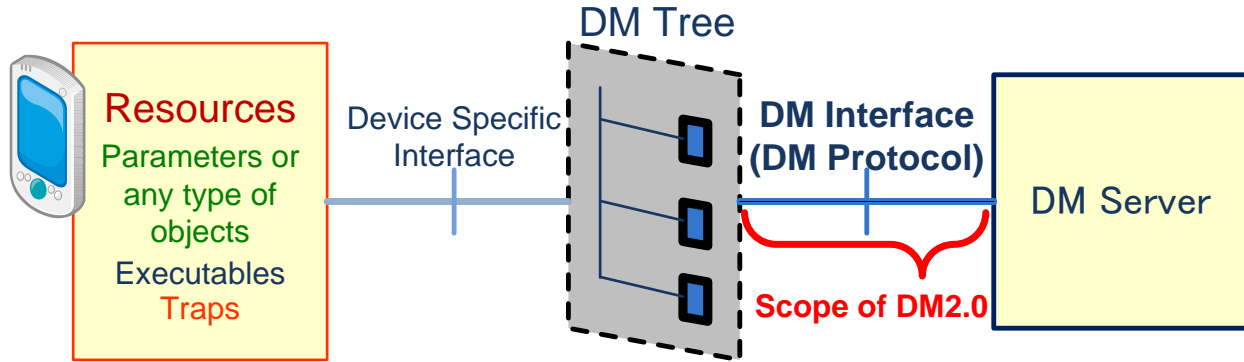 DM Tree
Resources
Parameters or
any type of
objects
Executables
Traps
Device Specific
Interface
DM Interface
(DM Protocol)
Scope of DM2.0
DM Server